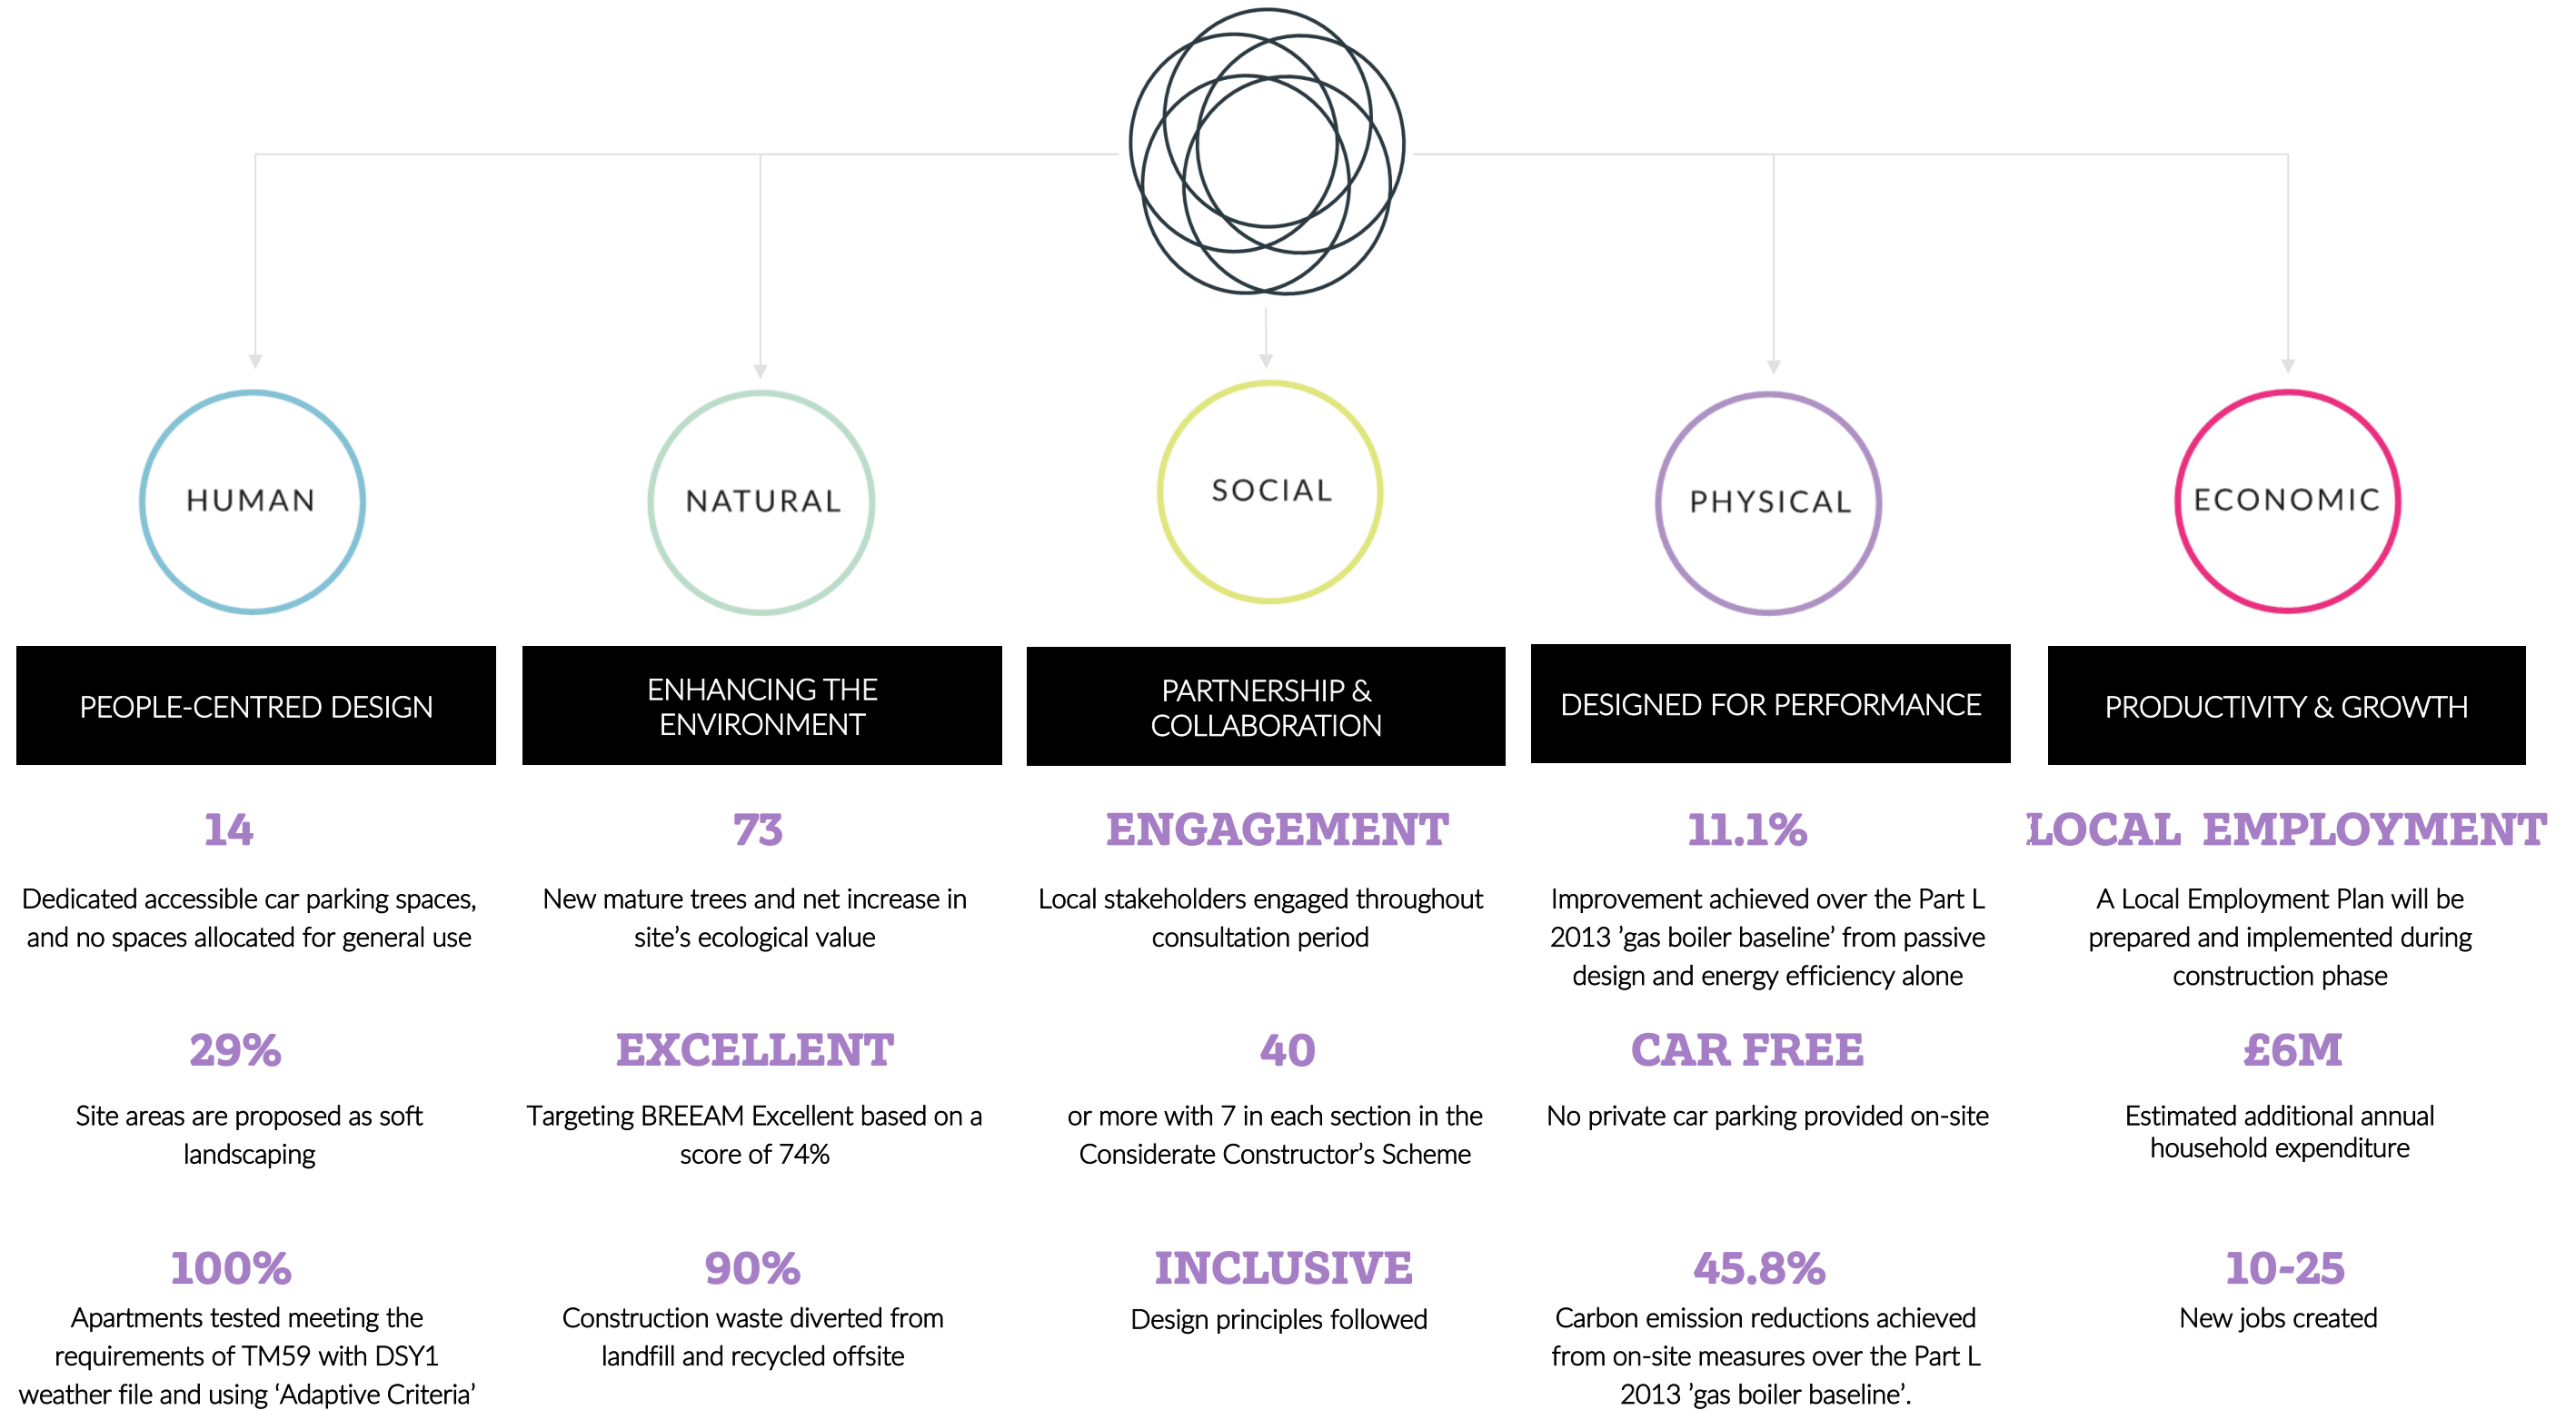 HUMAN
PEOPLE-CENTRED DESIGN
14
Dedicated accessible car parking spaces,
and no spaces allocated for general use
29%
Site areas are proposed as soft
landscaping
100%
Apartments tested meeting the
requirements of TM59 with DSY1
weather file and using ‘Adaptive Criteria’
NATURAL
ENHANCING THE
ENVIRONMENT
73
New mature trees and net increase in
site’s ecological value
EXCELLENT
Targeting BREEAM Excellent based on a
score of 74%
90%
Construction waste diverted from
landfill and recycled offsite
SOCIAL
PARTNERSHIP &
COLLABORATION
ENGAGEMENT
Local stakeholders engaged throughout
consultation period
40
or more with 7 in each section in the
Considerate Constructor’s Scheme
INCLUSIVE
Design principles followed
PHYSICAL
DESIGNED FOR PERFORMANCE
11.1%
Improvement achieved over the Part L
2013 ’gas boiler baseline’ from passive
design and energy efficiency alone
CAR FREE
No private car parking provided on-site
45.8%
Carbon emission reductions achieved
from on-site measures over the Part L
2013 ’gas boiler baseline’.
ECONOMIC
PRODUCTIVITY & GROWTH
LOCAL EMPLOYMENT
A Local Employment Plan will be
prepared and implemented during
construction phase
£6M
Estimated additional annual
household expenditure
10-25
New jobs created